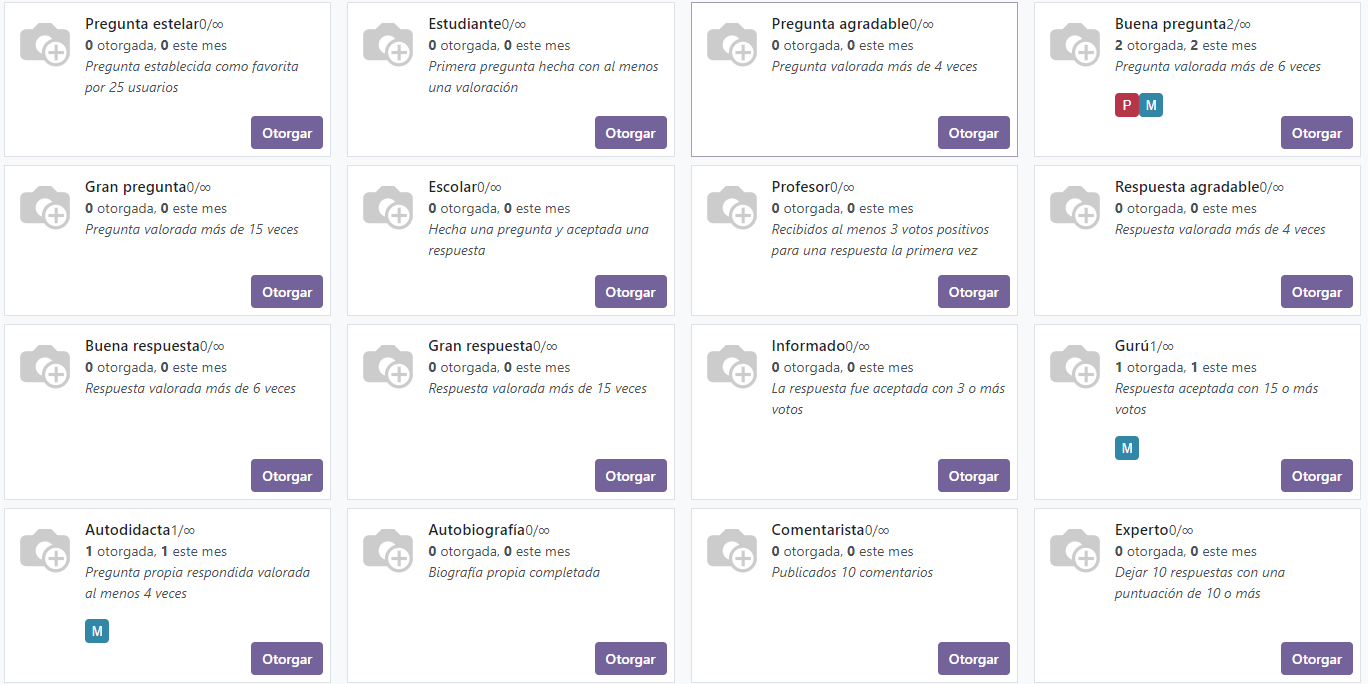 Pregunta estelar0/∞
0 otorgada, 0 este mes
Pregunta establecida como favorita
por 25 usuarios
Otorgar
Estudiante0/∞
0 otorgada, 0 este mes
Primera pregunta hecha con al menos
una valoración
Otorgar
Pregunta agradable0/∞
0 otorgada, 0 este mes
Pregunta valorada más de 4 veces
Otorgar
Buena pregunta2/∞
2 otorgada, 2 este mes
Pregunta valorada más de 6 veces
P M
Otorgar
Gran pregunta0/∞
0 otorgada, 0 este mes
Pregunta valorada más de 15 veces
Otorgar
Escolar0/∞
0 otorgada, 0 este mes
Hecha una pregunta y aceptada una
respuesta
Otorgar
Profesor0/∞
0 otorgada, 0 este mes
Recibidos al menos 3 votos positivos
para una respuesta la primera vez
Otorgar
Respuesta agradable0/∞
0 otorgada, 0 este mes
Respuesta valorada más de 4 veces
Otorgar
Buena respuesta0/∞
0 otorgada, 0 este mes
Respuesta valorada más de 6 veces
Otorgar
Gran respuesta0/∞
0 otorgada, 0 este mes
Respuesta valorada más de 15 veces
Otorgar
Informado0/∞
0 otorgada, 0 este mes
La respuesta fue aceptada con 3 o más
votos
Otorgar
Gurú1/∞
1 otorgada, 1 este mes
Respuesta aceptada con 15 o más
votos
M
Otorgar
Autodidacta1/∞
1 otorgada, 1 este mes
Pregunta propia respondida valorada
al menos 4 veces
M
Otorgar
Autobiografía0/∞
0 otorgada, 0 este mes
Biografía propia completada
Otorgar
Comentarista0/∞
0 otorgada, 0 este mes
Publicados 10 comentarios
Otorgar
Experto0/∞
0 otorgada, 0 este mes
Dejar 10 respuestas con una
puntuación de 10 o más
Otorgar